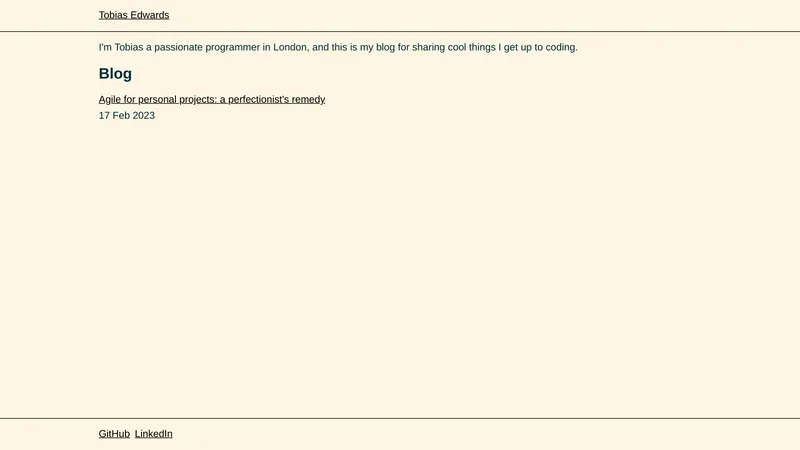 Tobias Edwards
I'm Tobias a passionate programmer in London, and this is my blog for sharing cool things I get up to coding.
Blog
Agile for personal projects: a perfectionist's remedy
17 Feb 2023
GitHub LinkedIn